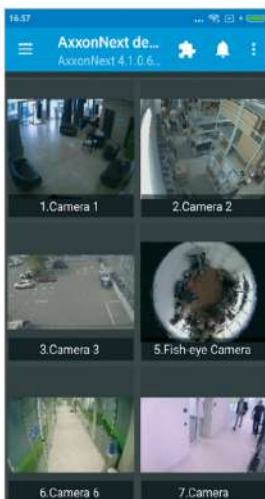 16:57
AxxonNext de...
AxxonNext 4.1.0.6...
1.Camera 1
2.Camera 2
3.Camera 3
5.Fish-eye Camera
6.Camera 6
7.Camera